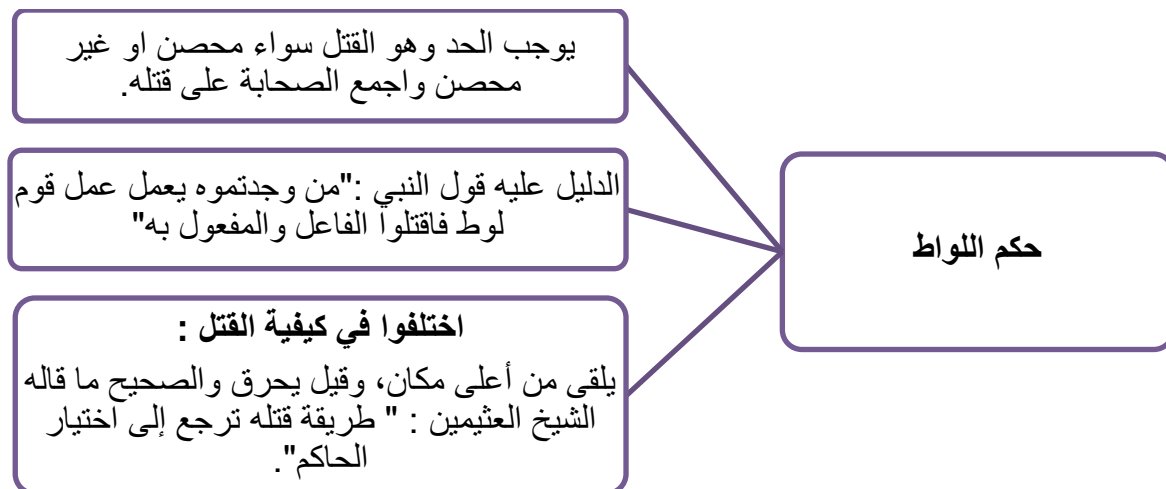 حكم اللواط
يوجب الحد وهو القتل سواء محصن او غير
محصن واجمع الصحابة على قتله.
الدليل عليه قول النبي :"من وجدتموه يعمل عمل قوم
لوط فاقتلوا الفاعل والمفعول به"
اختلفوا في كيفية القتل :
يلقى من أعلى مكان، وقيل يحرق والصحيح ما قاله
الشيخ العثيمين : " طريقة قتله ترجع إلى اختيار
الحاكم".